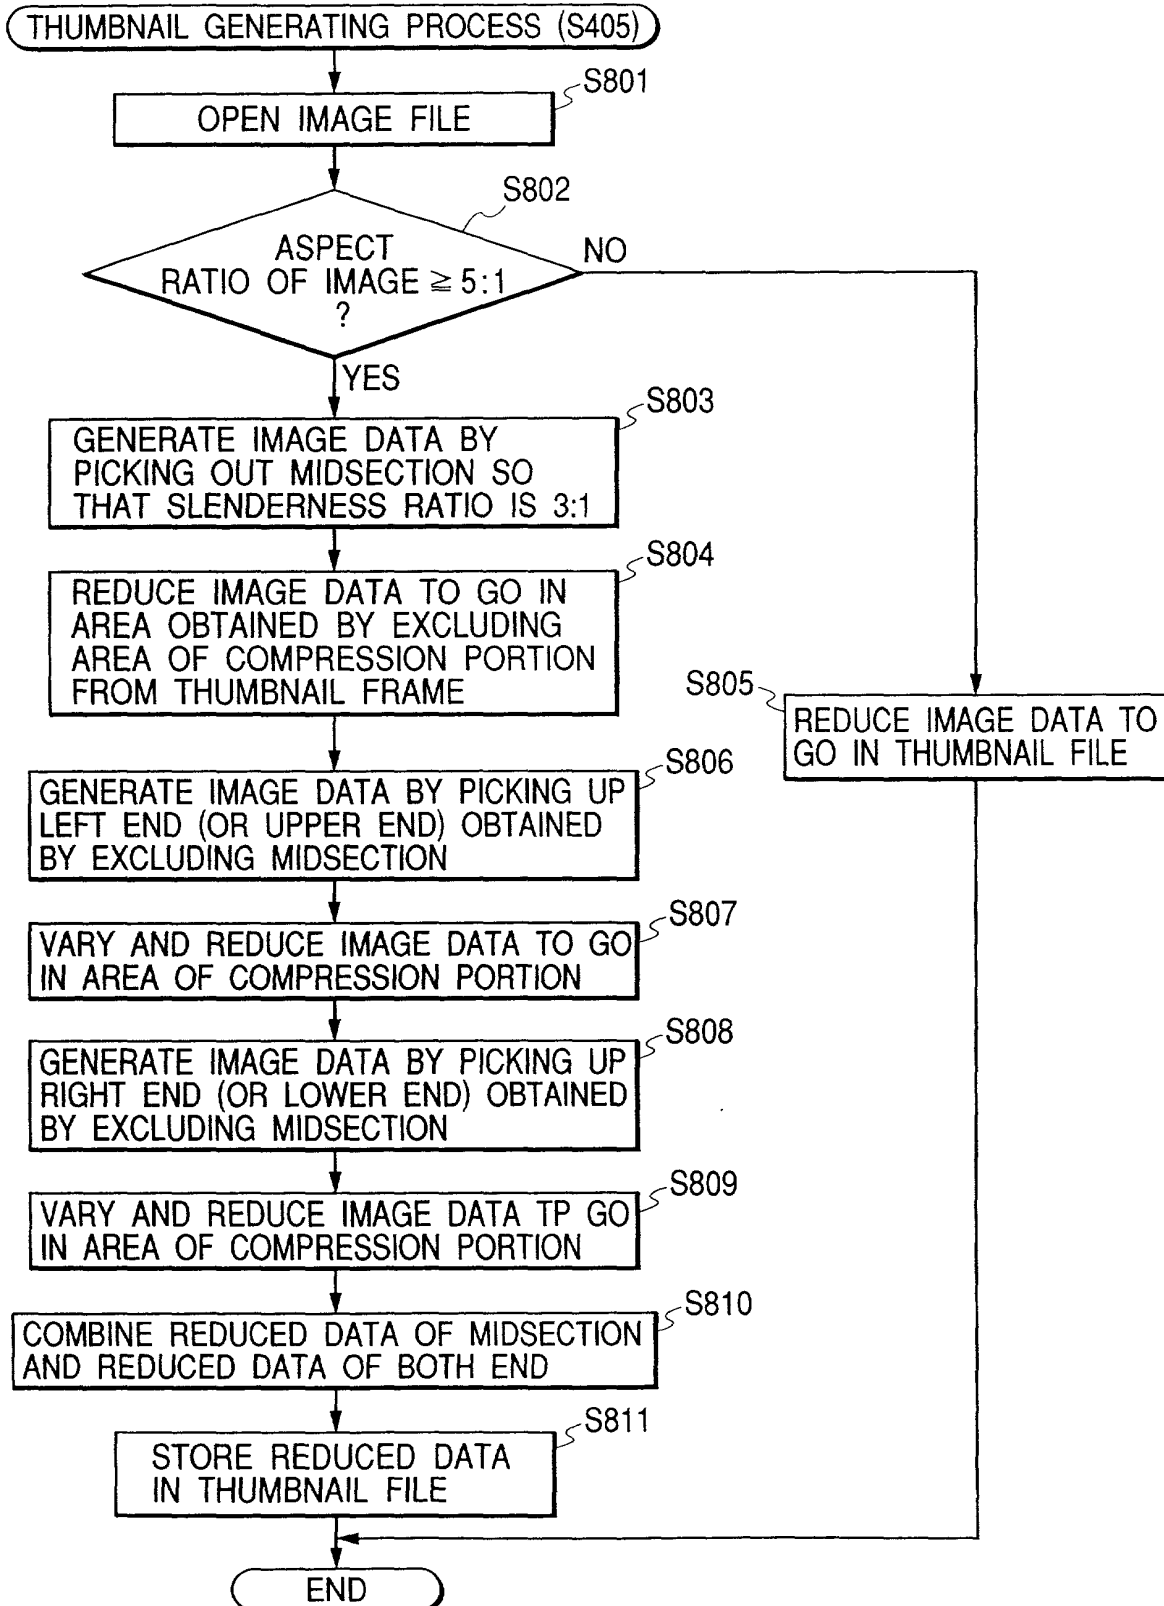 THUMBNAIL GENERATING PROCESS (S405)
S801
OPEN IMAGE FILE
S802
ASPECT
RATIO OF IMAGE ≧ 5:1
?
NO
YES
S803
GENERATE IMAGE DATA BY
PICKING OUT MIDSECTION SO
THAT SLENDERNESS RATIO IS 3:1
S804
REDUCE IMAGE DATA TO GO IN
AREA OBTAINED BY EXCLUDING
AREA OF COMPRESSION PORTION
FROM THUMBNAIL FRAME
S805
REDUCE IMAGE DATA TO
GO IN THUMBNAIL FILE
S806
GENERATE IMAGE DATA BY PICKING UP
LEFT END (OR UPPER END) OBTAINED
BY EXCLUDING MIDSECTION
S807
VARY AND REDUCE IMAGE DATA TO GO
IN AREA OF COMPRESSION PORTION
S808
GENERATE IMAGE DATA BY PICKING UP
RIGHT END (OR LOWER END) OBTAINED
BY EXCLUDING MIDSECTION
S809
VARY AND REDUCE IMAGE DATA TP GO
IN AREA OF COMPRESSION PORTION
S810
COMBINE REDUCED DATA OF MIDSECTION
AND REDUCED DATA OF BOTH END
S811
STORE REDUCED DATA
IN THUMBNAIL FILE
END